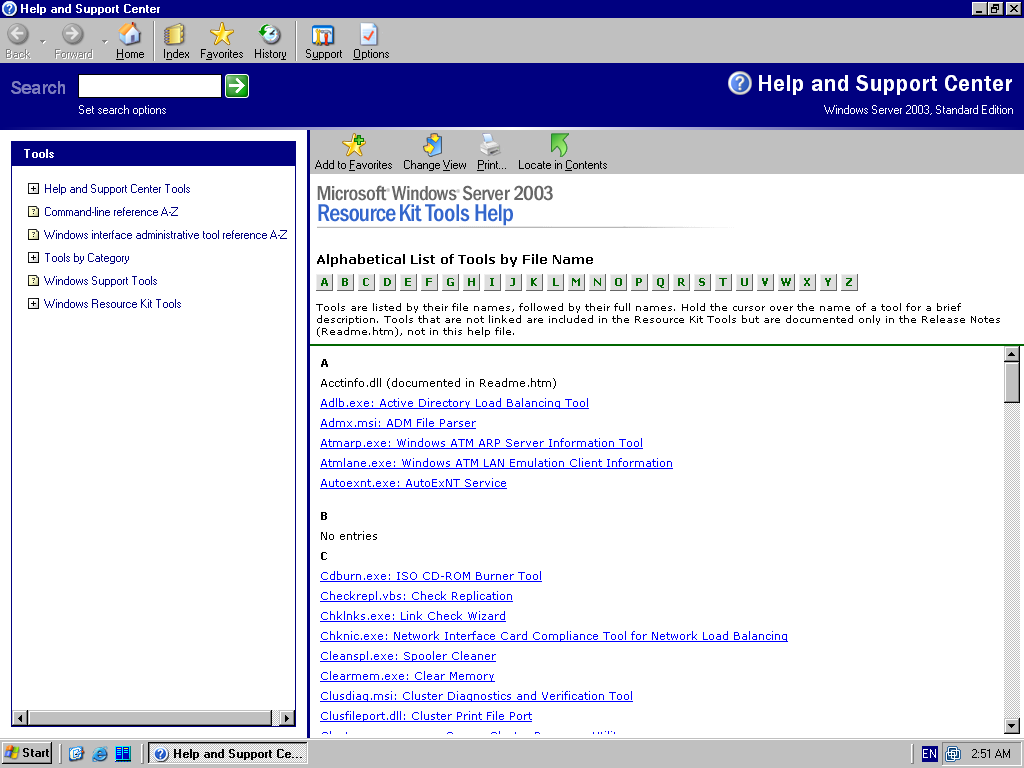 Help and Support Center
Back Forward Home Index Favorites History Support Options
Search
Set search options
Help and Support Center
Windows Server 2003, Standard Edition
Tools
Help and Support Center Tools
Command-line reference A-Z
Windows interface administrative tool reference A-Z
Tools by Category
Windows Support Tools
Windows Resource Kit Tools
Add to Favorites Change View Print... Locate in Contents
Microsoft® Windows® Server 2003
Resource Kit Tools Help
Alphabetical List of Tools by File Name
A B C D E F G H I J K L M N O P Q R S T U V W X Y Z
Tools are listed by their file names, followed by their full names. Hold the cursor over the name of a tool for a brief
description. Tools that are not linked are included in the Resource Kit Tools but are documented only in the Release Notes
(Readme.htm), not in this help file.
A
Acctinfo.dll (documented in Readme.htm)
Adlb.exe: Active Directory Load Balancing Tool
Admx.msi: ADM File Parser
Atmarp.exe: Windows ATM ARP Server Information Tool
Atmlane.exe: Windows ATM LAN Emulation Client Information
Autoexnt.exe: AutoExNT Service
B
No entries
C
Cdburn.exe: ISO CD-ROM Burner Tool
Checkrepl.vbs: Check Replication
Chklnks.exe: Link Check Wizard
Chknic.exe: Network Interface Card Compliance Tool for Network Load Balancing
Cleanspl.exe: Spooler Cleaner
Clearmem.exe: Clear Memory
Clusdiag.msi: Cluster Diagnostics and Verification Tool
Clusfileport.dll: Cluster Print File Port
Start
Help and Support Ce...
EN
2:51 AM